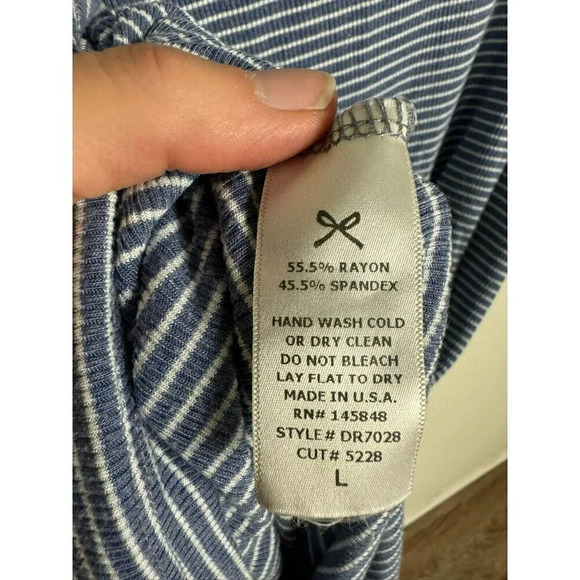 55.5% RAYON
45.5% SPANDEX
HAND WASH COLD
OR DRY CLEAN
DO NOT BLEACH
LAY FLAT TO DRY
MADE IN U.S.A.
RN# 145848
STYLE# DR7028
CUT# 5228
L